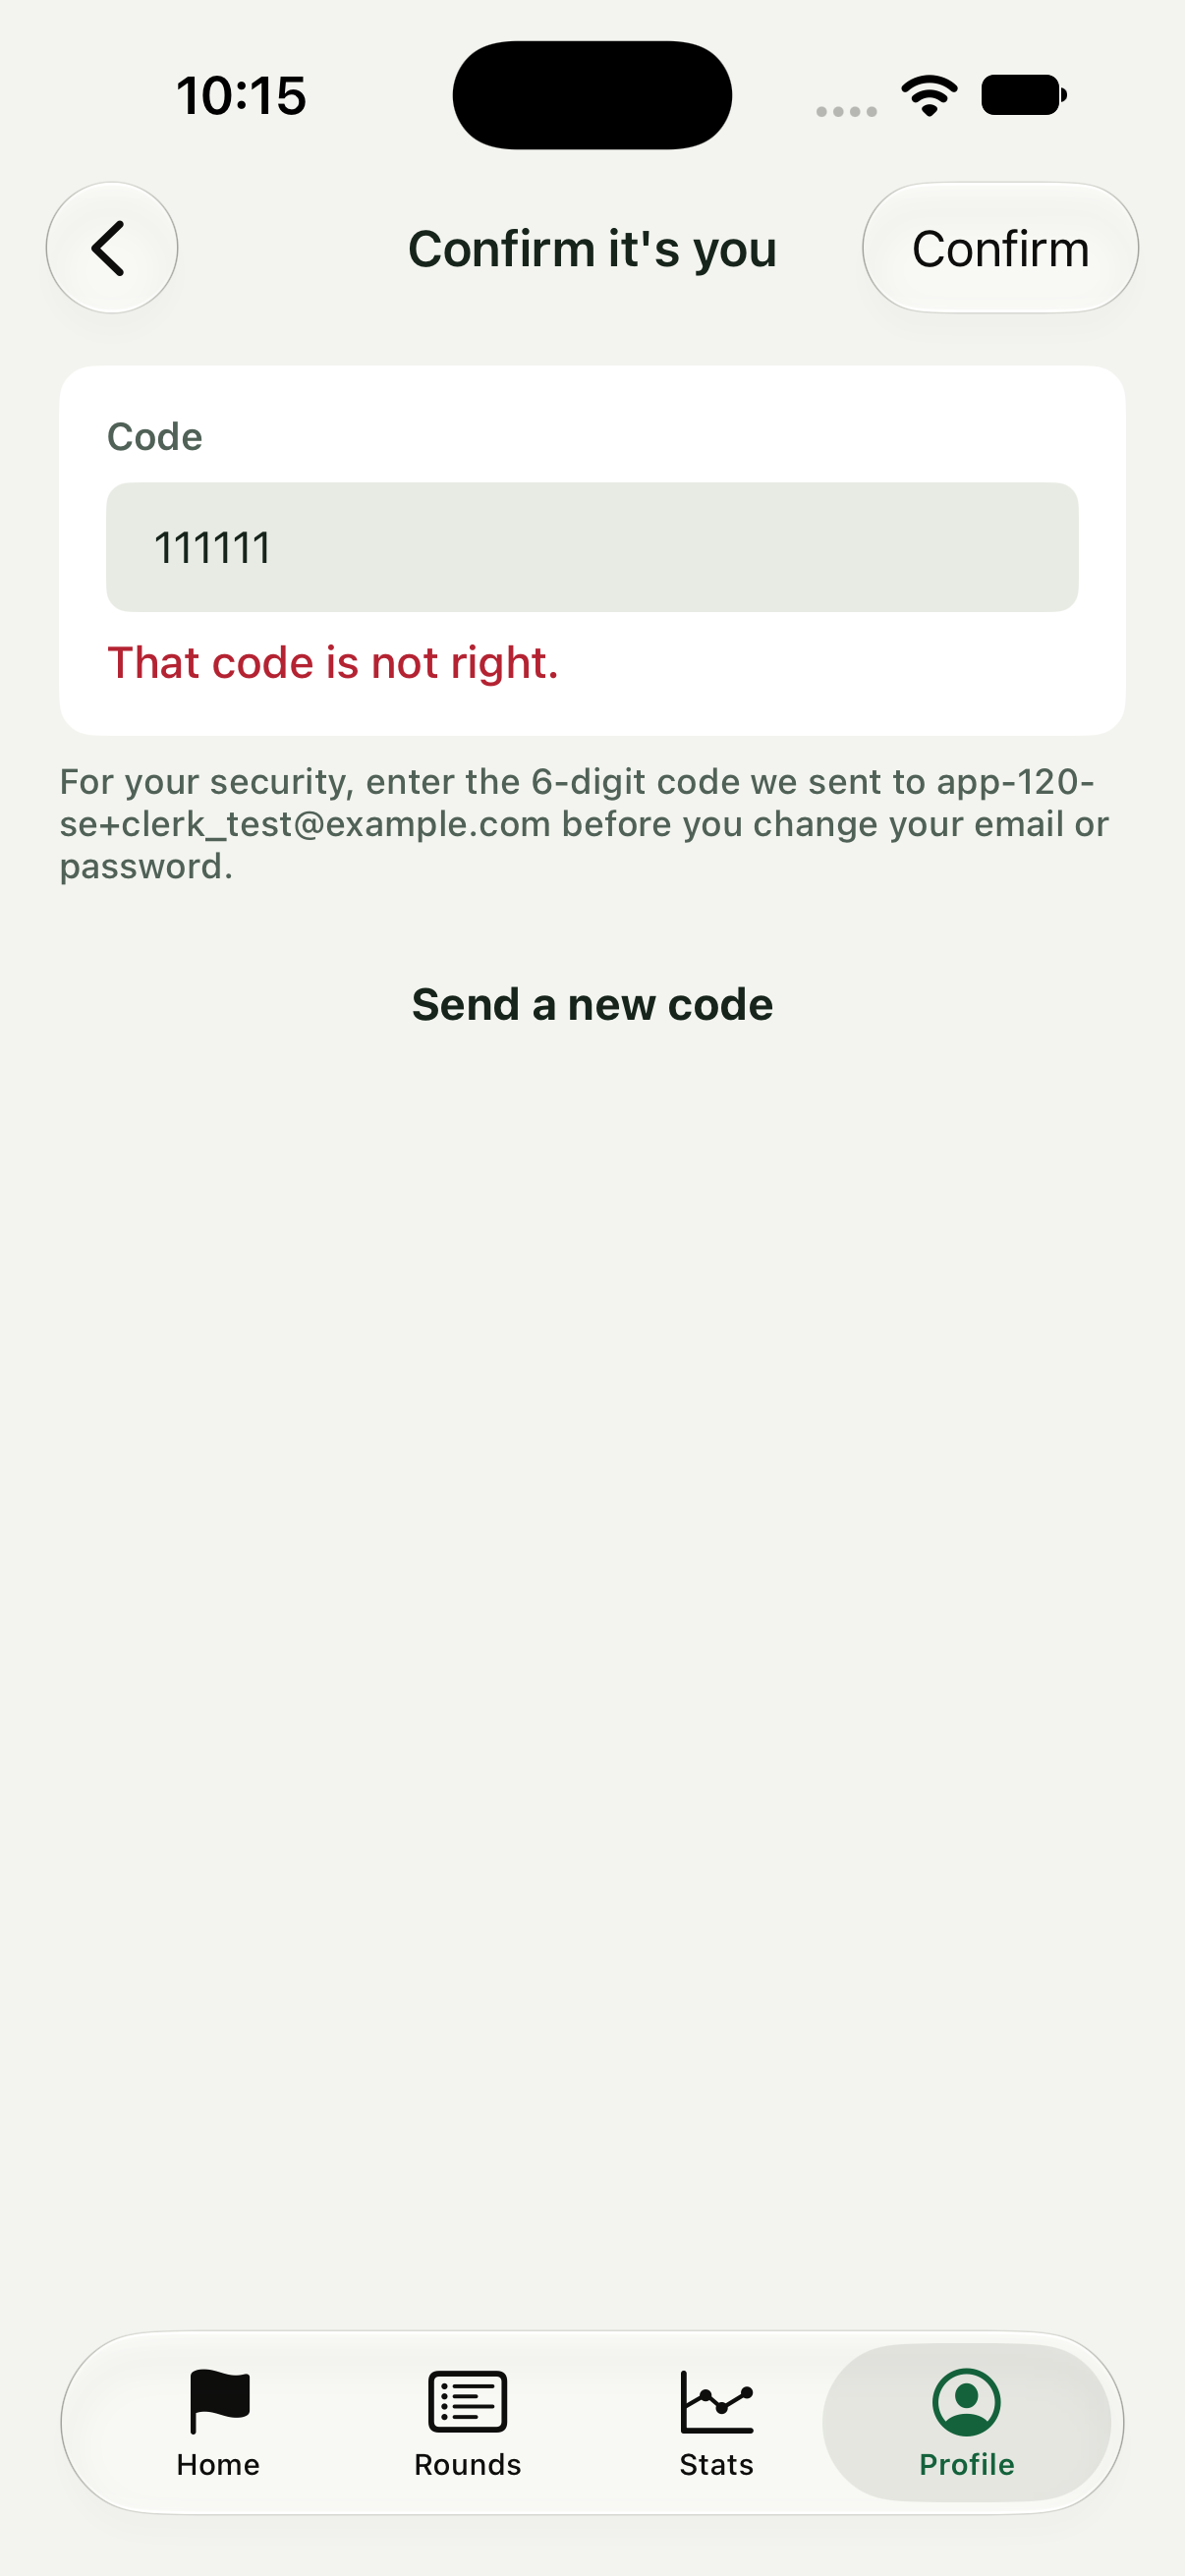 10:15
Confirm it's you
Confirm
Code
111111
That code is not right.
For your security, enter the 6-digit code we sent to app-120-
se+clerk_test@example.com before you change your email or
password.
Send a new code
Home
Rounds
Stats
Profile